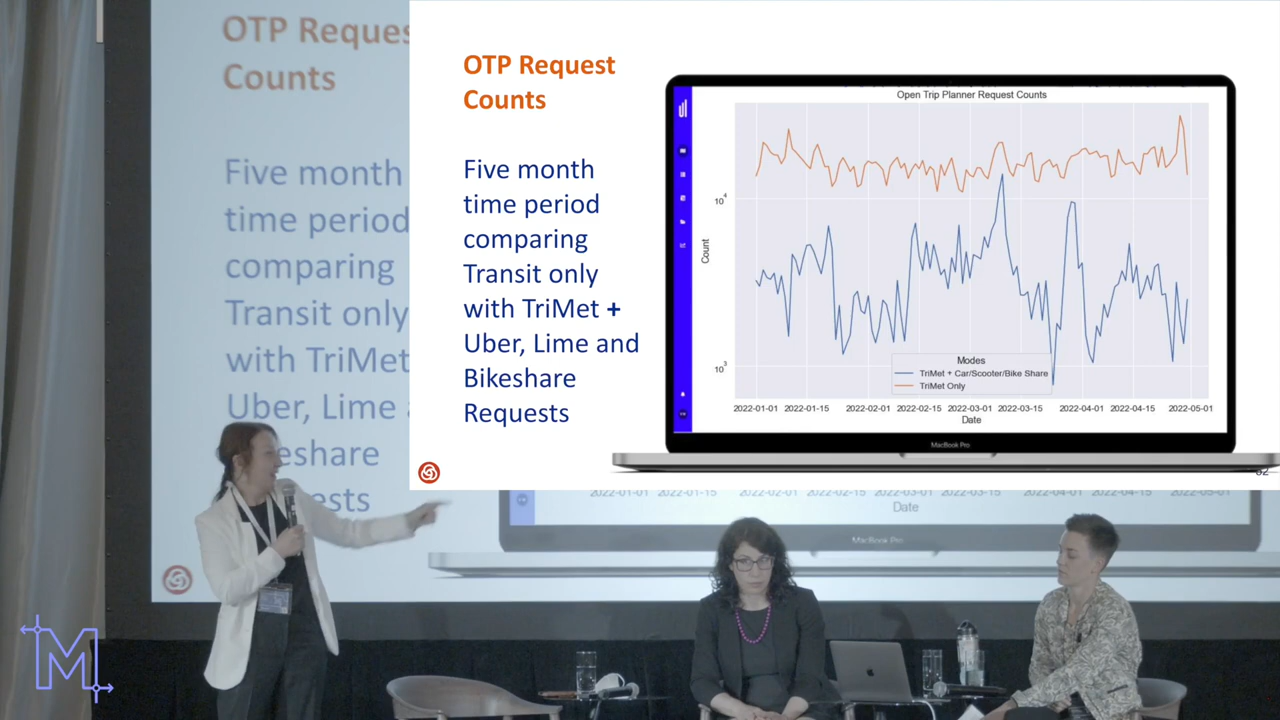 OTP Reques
Counts
Five month
time period
comparing
Transit only
with TriMet
Uber, Lime
eshare
ests
2022-01-01 2022-01-15 2022-02-01 2022-02-15 2022-03-01 2022-03-15 2022-04-01 2022-04-15 2022-05-01
Date
MacBook Pro
OTP Request
Counts
Five month
time period
comparing
Transit only
with TriMet +
Uber, Lime and
Bikeshare
Requests
Open Trip Planner Request Counts
Count
10^4
10^3
Modes
TriMet + Car/Scooter/Bike Share
TriMet Only
2022-01-01 2022-01-15 2022-02-01 2022-02-15 2022-03-01 2022-03-15 2022-04-01 2022-04-15 2022-05-01
Date
MacBook Pro
M